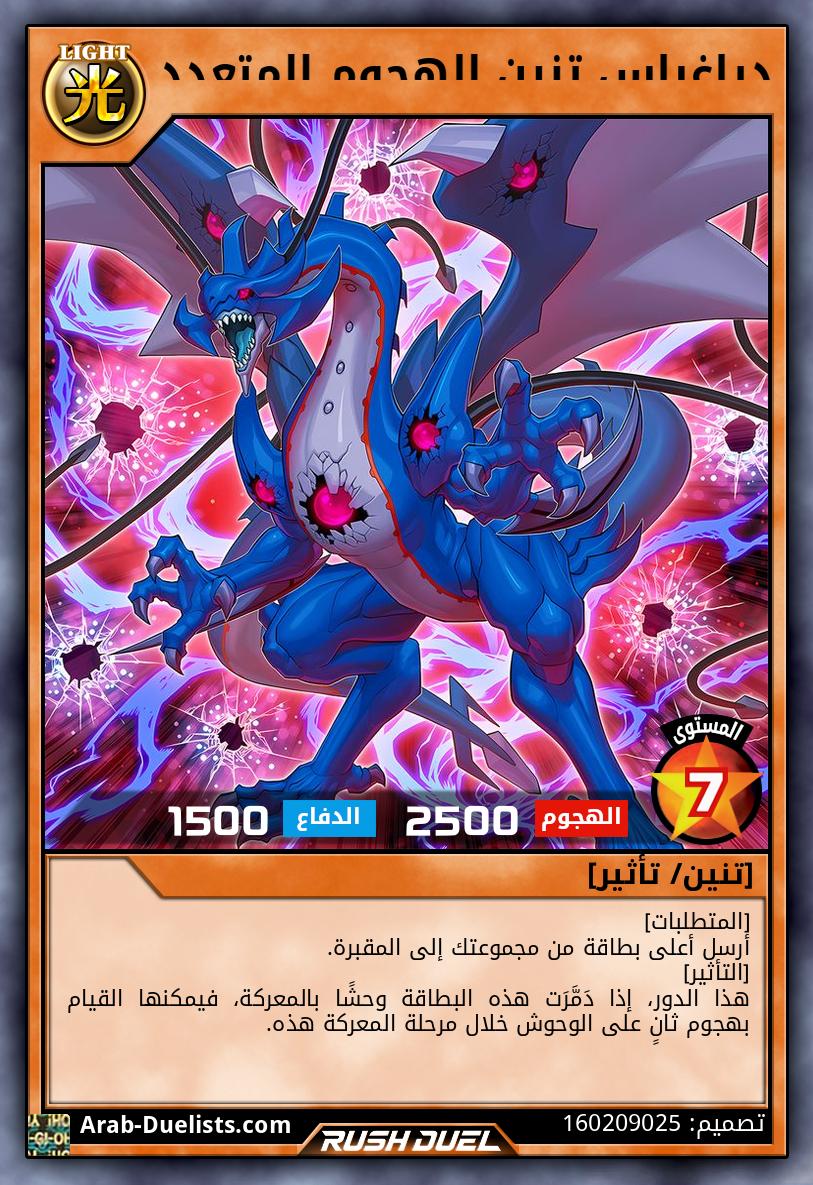 LIGHT
光
المستوى
7
الهجوم 2500 الدفاع 1500
[تنين/ تأثير]
[المتطلبات]
أرسل أعلى بطاقة من مجموعتك إلى المقبرة.
[التأثير]
هذا الدور، إذا دَمَّرَت هذه البطاقة وحشًا بالمعركة، فيمكنها القيام
بهجوم ثانٍ على الوحوش خلال مرحلة المعركة هذه.
تصميم: 160209025
RUSH DUEL
Arab-Duelists.com